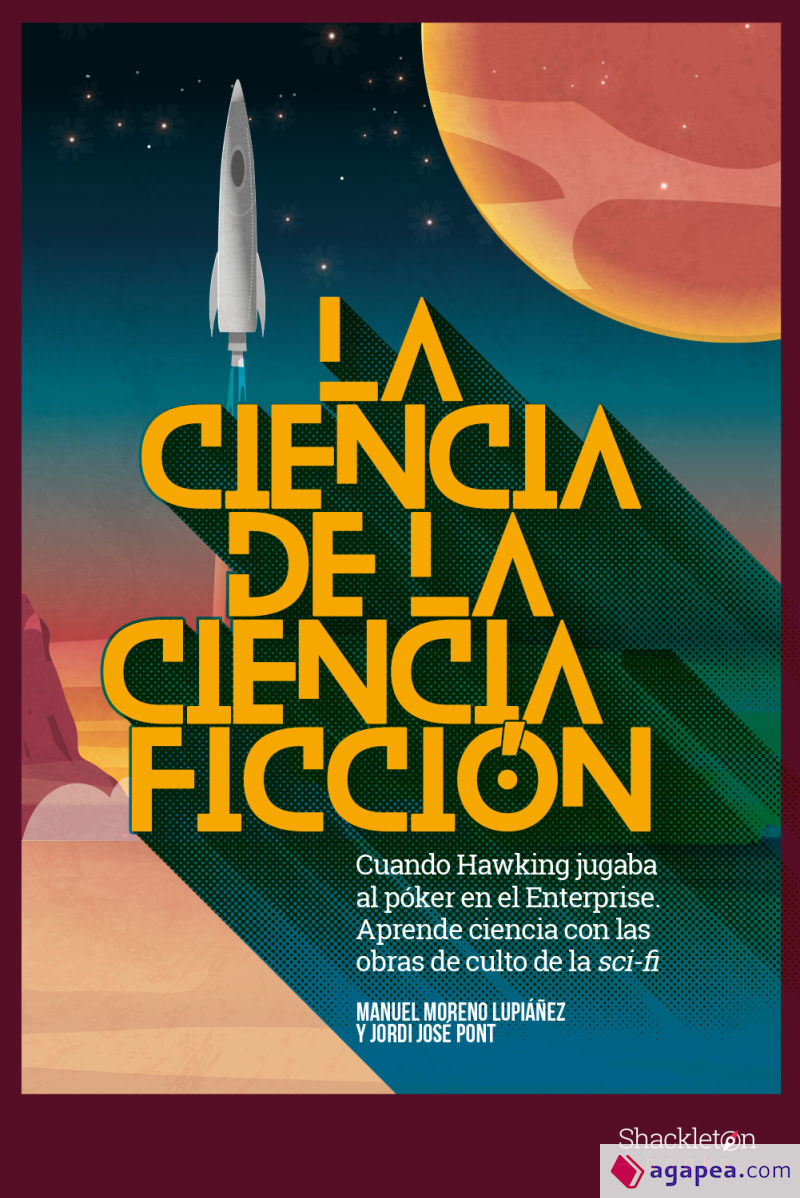 LA
CIENCIA
DE LA
CIENCIA
FICCIÓN
Cuando Hawking jugaba
al póker en el Enterprise.
Aprende ciencia con las
obras de culto de la sci-fi
MANUEL MORENO LUPIÁÑEZ
Y JORDI JOSÉ PONT
Shackleton
agapea.com